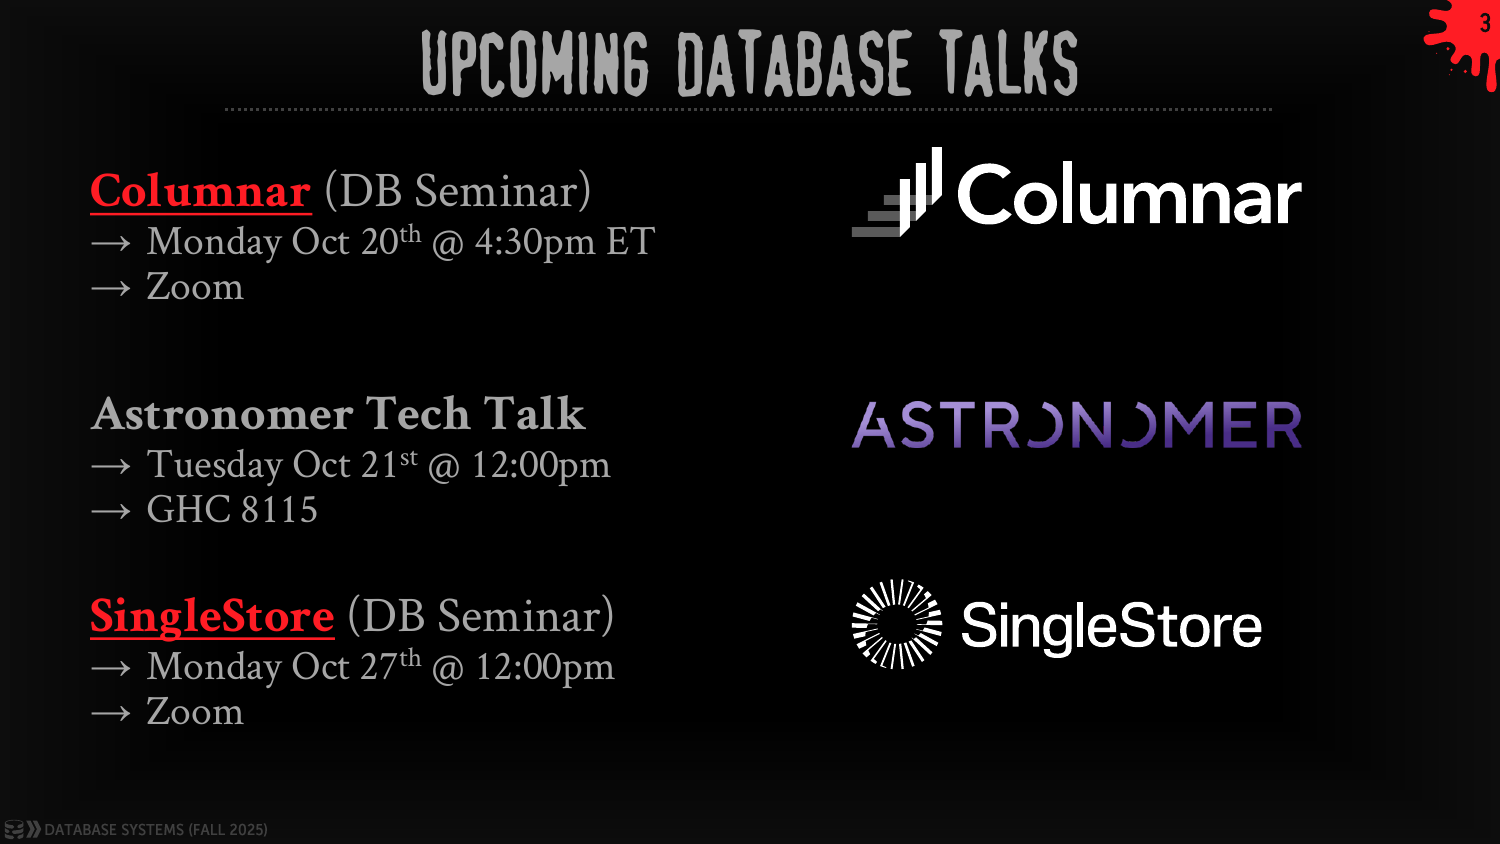 UPCOMING DATABASE TALKS
3
Columnar (DB Seminar)
→ Monday Oct 20th @ 4:30pm ET
→ Zoom
Columnar
Astronomer Tech Talk
→ Tuesday Oct 21st @ 12:00pm
→ GHC 8115
ASTRONOMER
SingleStore (DB Seminar)
→ Monday Oct 27th @ 12:00pm
→ Zoom
SingleStore
DATABASE SYSTEMS (FALL 2025)